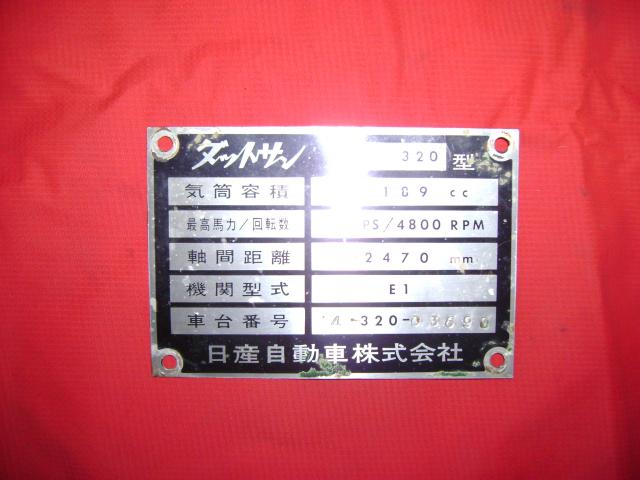 ダットサン 320 型
気筒容積 189 cc
最高馬力/回転数 PS/4800 RPM
軸間距離 2470 mm
機関型式 E1
車台番号 320-
日産自動車株式会社